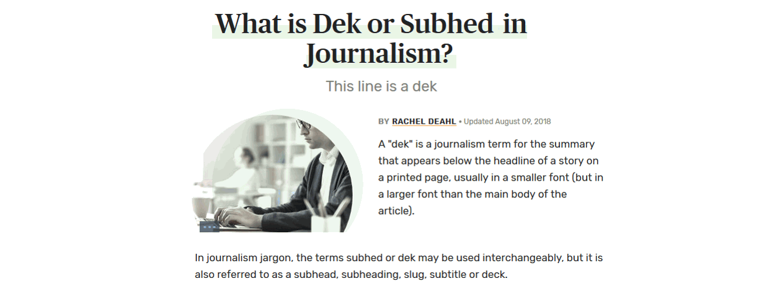 What is Dek or Subhed in
Journalism?
This line is a dek
BY RACHEL DEAHL • Updated August 09, 2018
A "dek" is a journalism term for the summary
that appears below the headline of a story on
a printed page, usually in a smaller font (but in
a larger font than the main body of the
article).
In journalism jargon, the terms subhed or dek may be used interchangeably, but it is
also referred to as a subhead, subheading, slug, subtitle or deck.